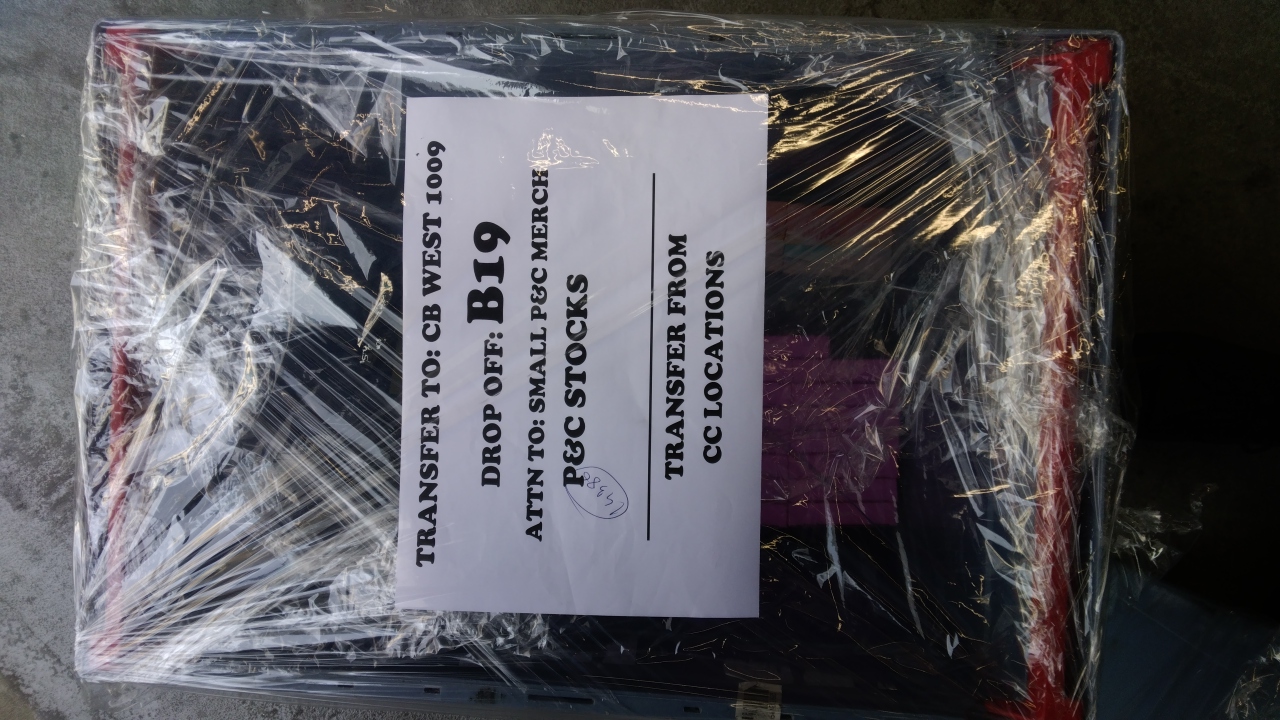 TRANSFER TO: CB WEST 1009
DROP OFF: B19
ATTN TO: SMALL P&C MERCH
P&C STOCKS
TRANSFER FROM
CC LOCATIONS